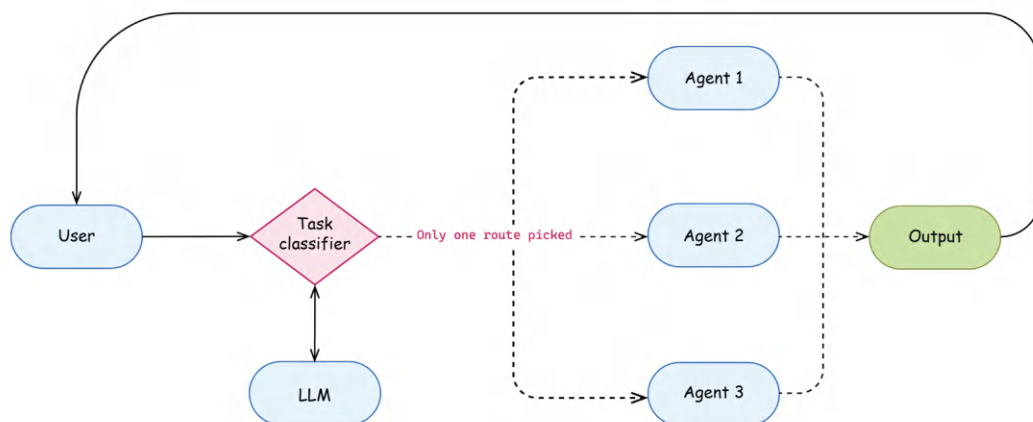 Agent 1
User
Task
classifier
Only one route picked
Agent 2
Output
LLM
Agent 3